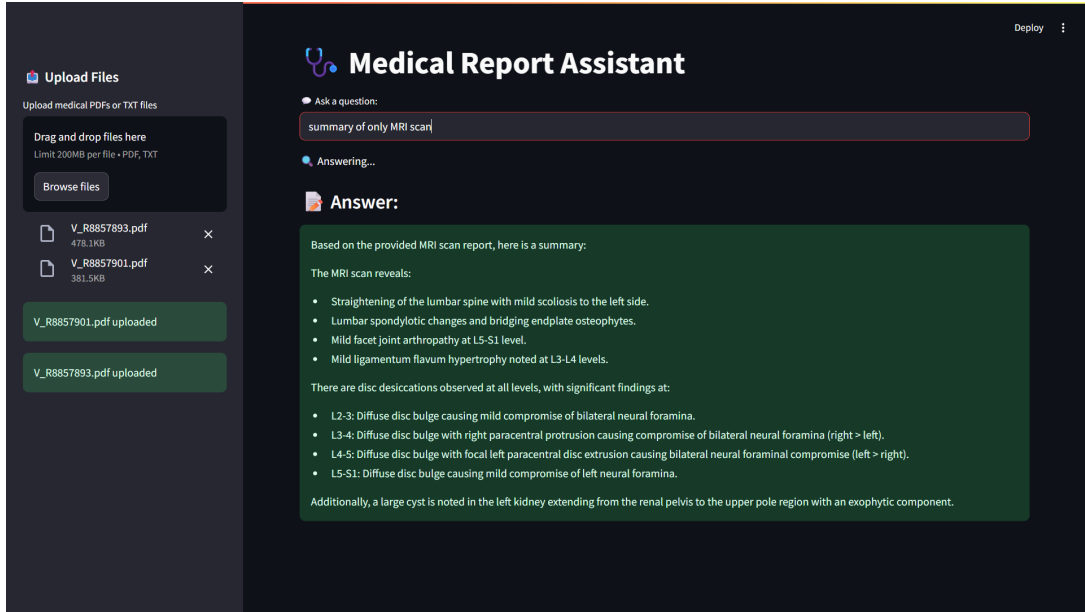 Deploy
Upload Files
Upload medical PDFs or TXT files
Drag and drop files here
Limit 200MB per file • PDF, TXT
Browse files
V_R8857893.pdf
478.1KB
V_R8857901.pdf
381.5KB
V_R8857901.pdf uploaded
V_R8857893.pdf uploaded
Medical Report Assistant
Ask a question:
summary of only MRI scan
Answering...
Answer:
Based on the provided MRI scan report, here is a summary:
The MRI scan reveals:
• Straightening of the lumbar spine with mild scoliosis to the left side.
• Lumbar spondylotic changes and bridging endplate osteophytes.
• Mild facet joint arthropathy at L5-S1 level.
• Mild ligamentum flavum hypertrophy noted at L3-L4 levels.
There are disc desiccations observed at all levels, with significant findings at:
• L2-3: Diffuse disc bulge causing mild compromise of bilateral neural foramina.
• L3-4: Diffuse disc bulge with right paracentral protrusion causing compromise of bilateral neural foramina (right > left).
• L4-5: Diffuse disc bulge with focal left paracentral disc extrusion causing bilateral neural foraminal compromise (left > right).
• L5-S1: Diffuse disc bulge causing mild compromise of left neural foramina.
Additionally, a large cyst is noted in the left kidney extending from the renal pelvis to the upper pole region with an exophytic component.